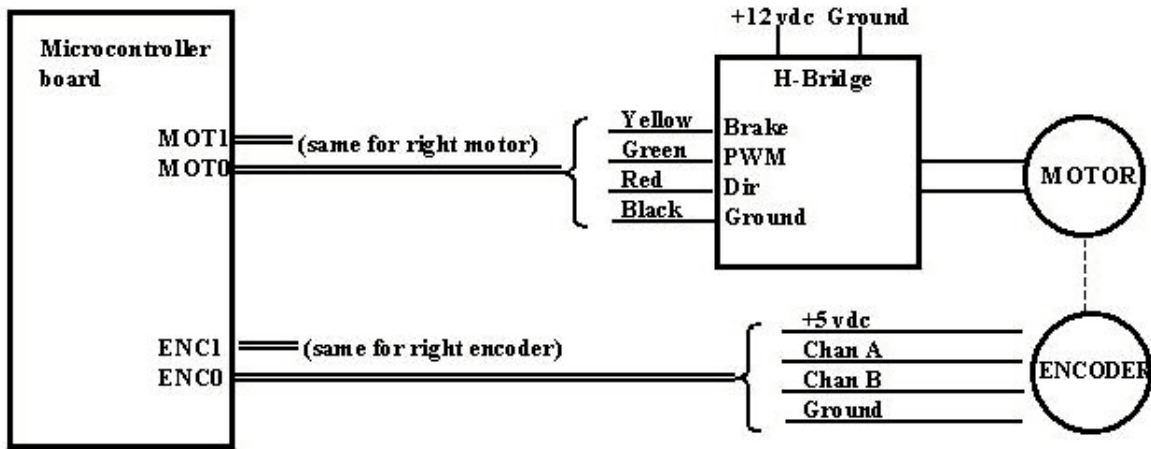 +12 vdc Ground
Microcontroller
board
H-Bridge
MOT1 (same for right motor)
MOT0
Yellow Brake
Green PWM
Red Dir
Black Ground
MOTOR
ENC1 (same for right encoder)
ENC0
+5 vdc
Chan A
Chan B
Ground
ENCODER